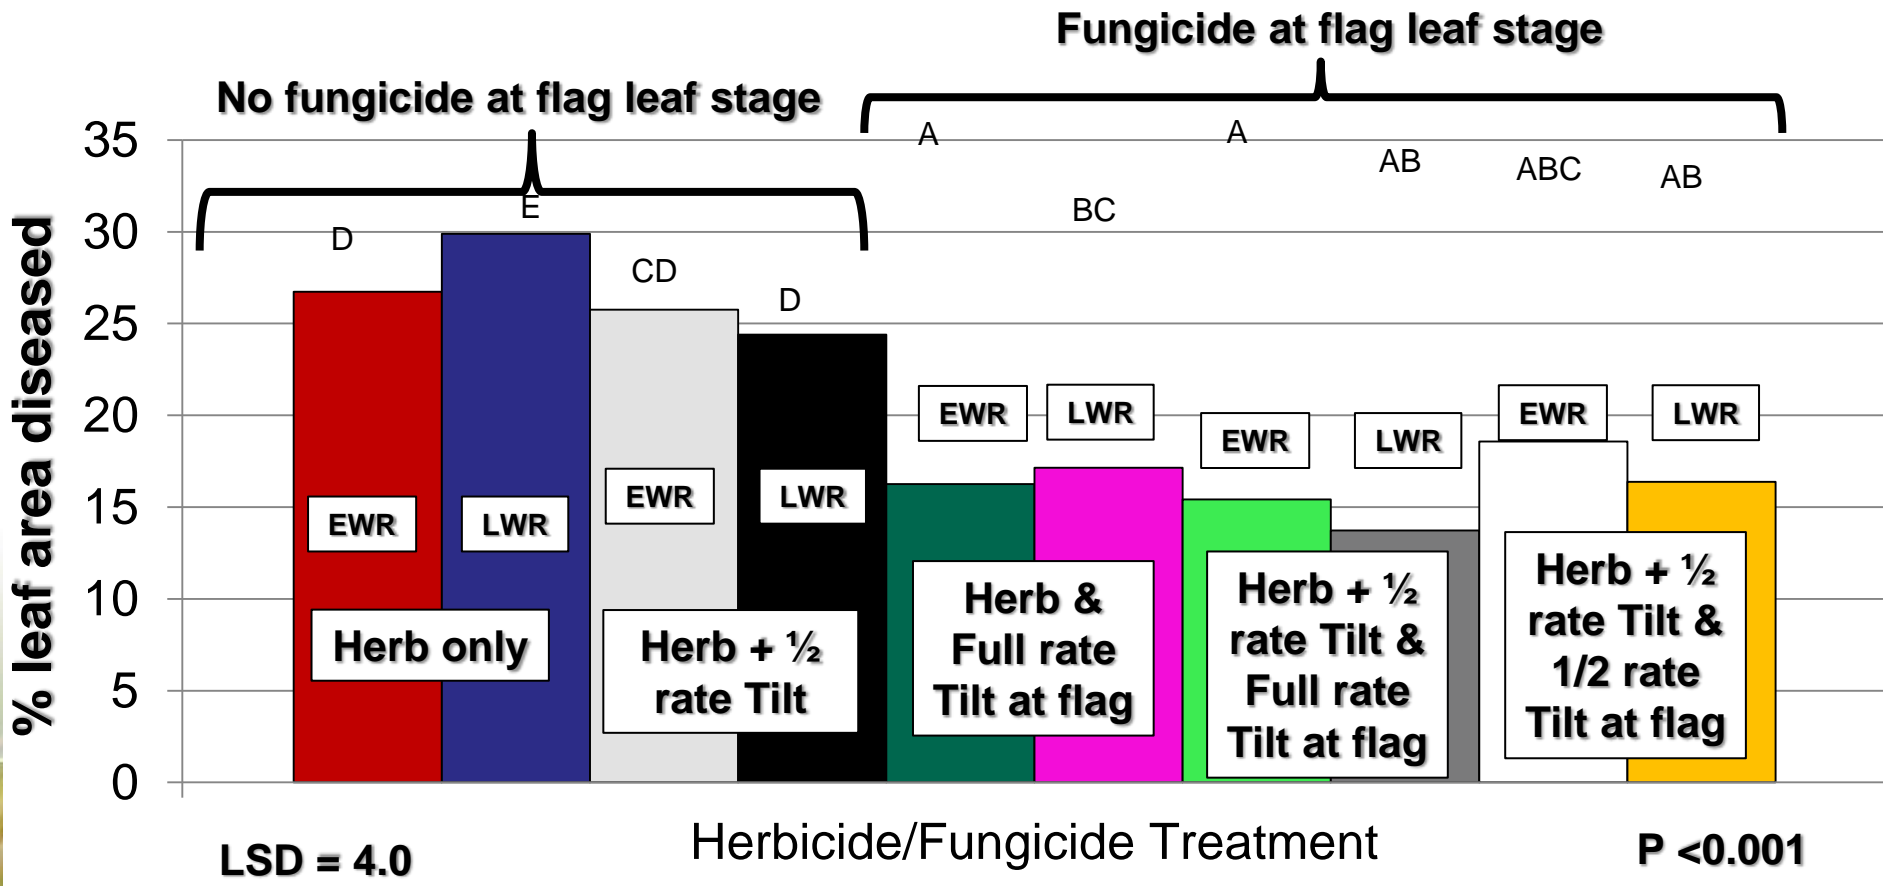 Fungicide at flag leaf stage
No fungicide at flag leaf stage
% leaf area diseased
35
30
25
20
15
10
5
0
D
E
CD
D
A
BC
A
AB
ABC
AB
EWR
LWR
EWR
LWR
EWR
LWR
EWR
LWR
EWR
LWR
Herb only
Herb + ½
rate Tilt
Herb &
Full rate
Tilt at flag
Herb + ½
rate Tilt &
Full rate
Tilt at flag
Herb + ½
rate Tilt &
1/2 rate
Tilt at flag
LSD = 4.0
Herbicide/Fungicide Treatment
P <0.001